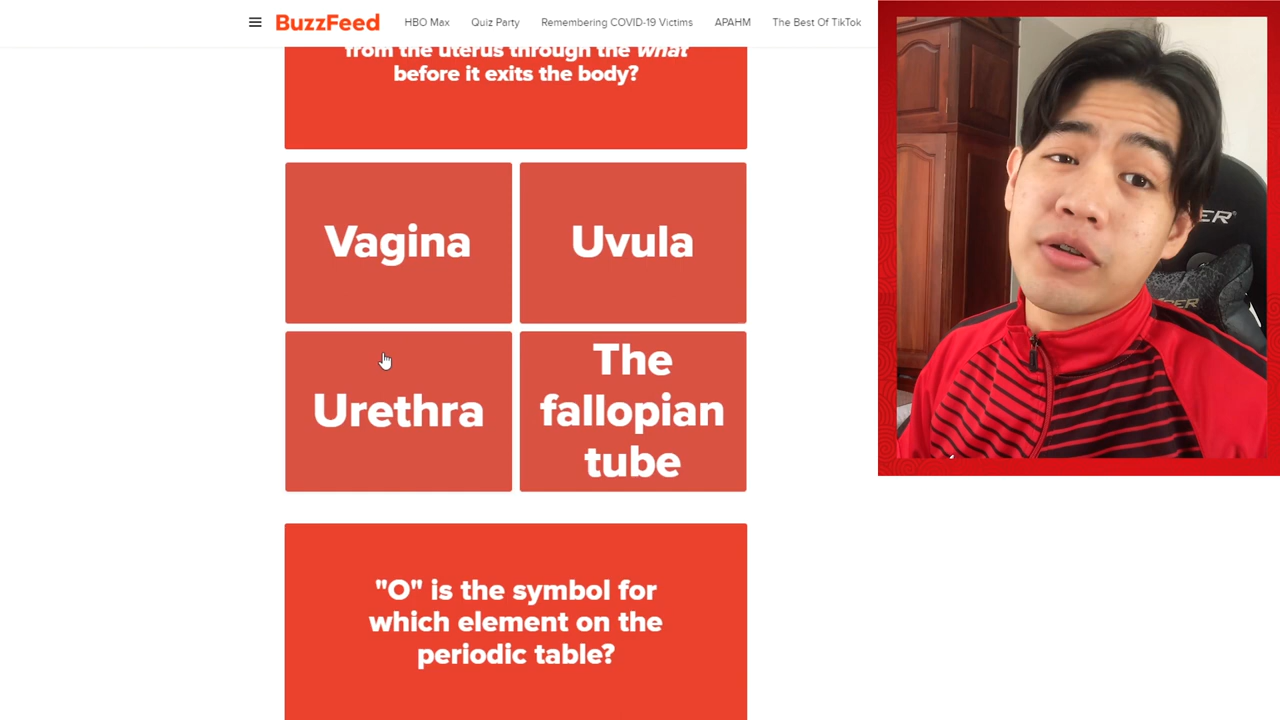 BuzzFeed
HBO Max
Quiz Party
Remembering COVID-19 Victims
APAHM
The Best Of TikTok
from the uterus through the what
before it exits the body?
Vagina
Uvula
Urethra
The
fallopian
tube
"O" is the symbol for
which element on the
periodic table?